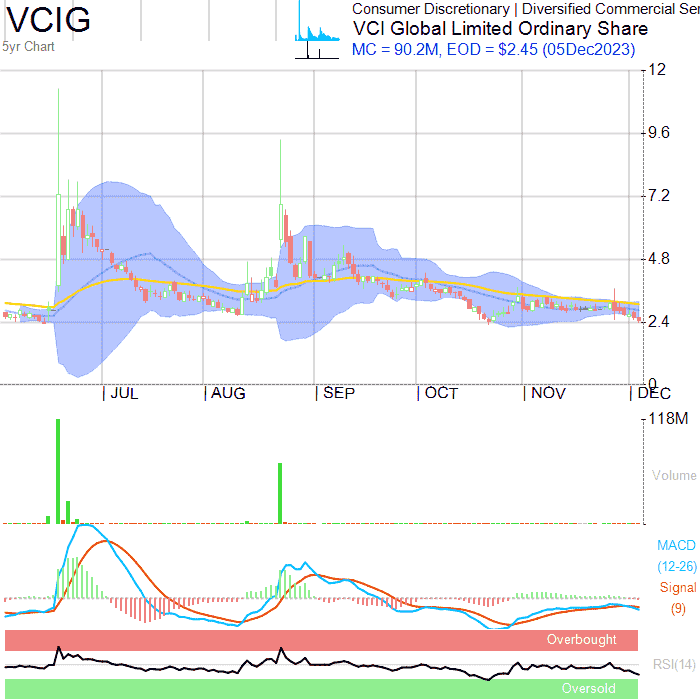 VCIG
5yr Chart
Consumer Discretionary | Diversified Commercial Ser
VCI Global Limited Ordinary Share
MC = 90.2M, EOD = $2.45 (05Dec2023)
12
9.6
7.2
4.8
2.4
0
JUL AUG SEP OCT NOV DEC
118M
Volume
MACD
(12-26)
Signal
(9)
Overbought
RSI(14)
Oversold